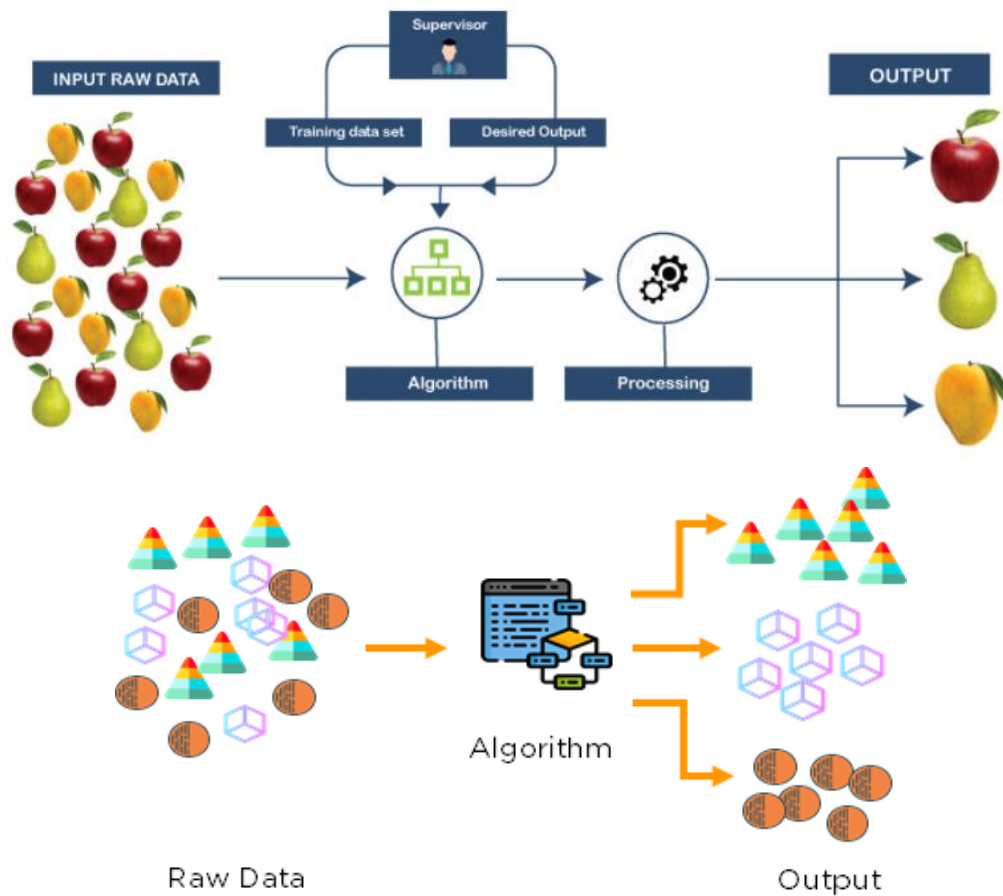 Supervisor
INPUT RAW DATA
OUTPUT
Training data set
Desired Output
Algorithm
Processing
Algorithm
Raw Data
Output